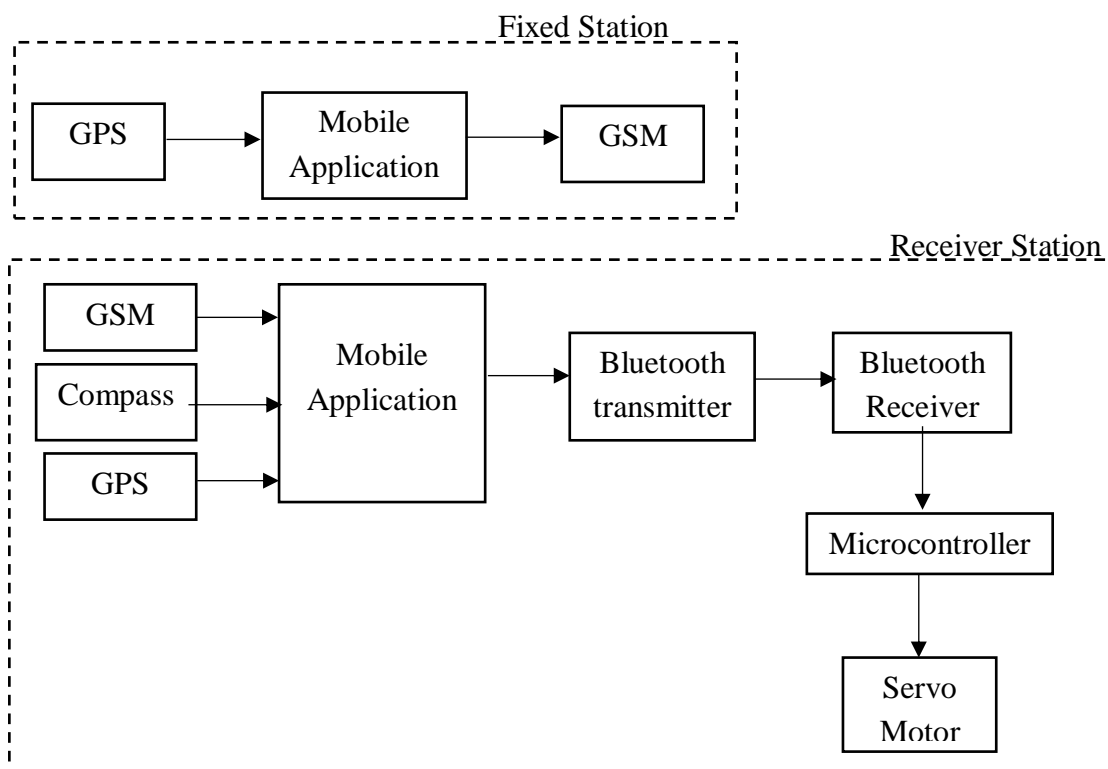 Fixed Station
GPS
Mobile
Application
GSM
Receiver Station
GSM
Compass
GPS
Mobile
Application
Bluetooth
transmitter
Bluetooth
Receiver
Microcontroller
Servo
Motor